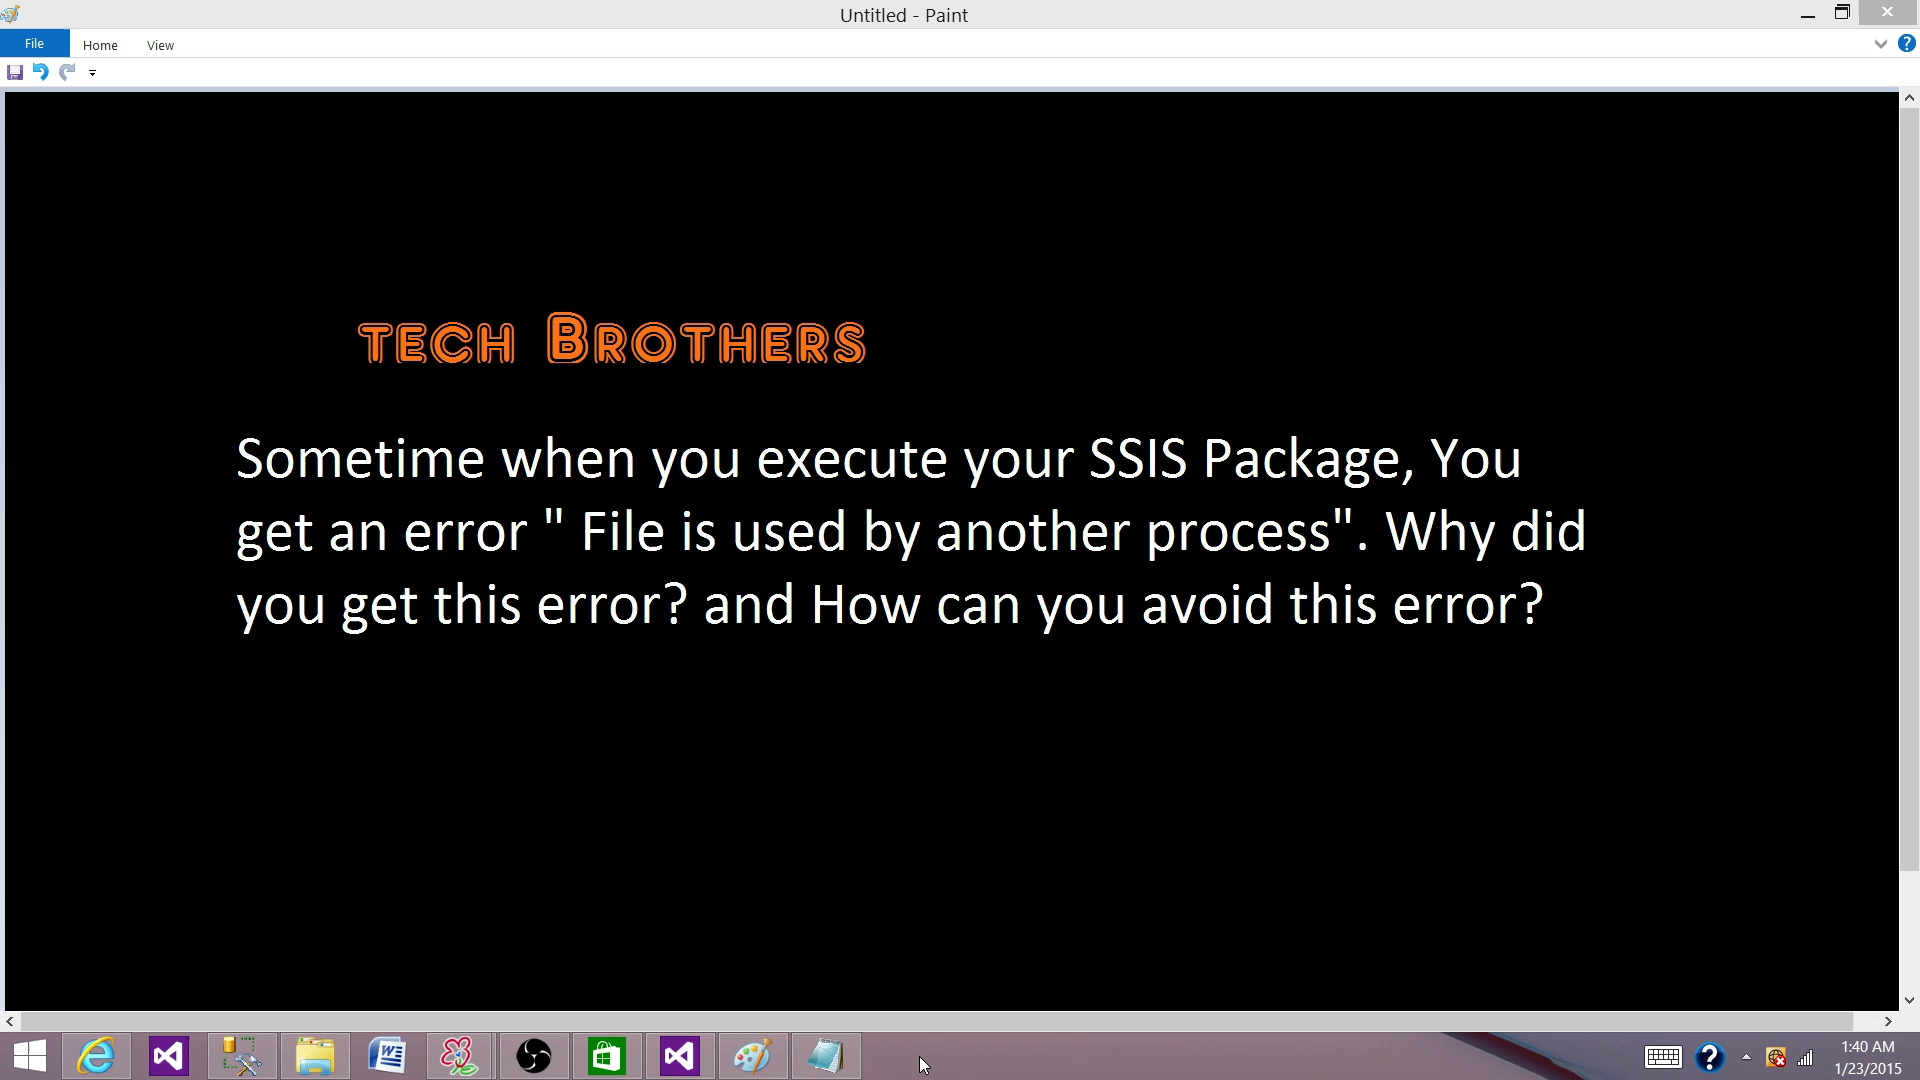 Untitled - Paint
File Home View
tech Brothers
Sometime when you execute your SSIS Package, You
get an error " File is used by another process". Why did
you get this error? and How can you avoid this error?
1:40 AM
1/23/2015